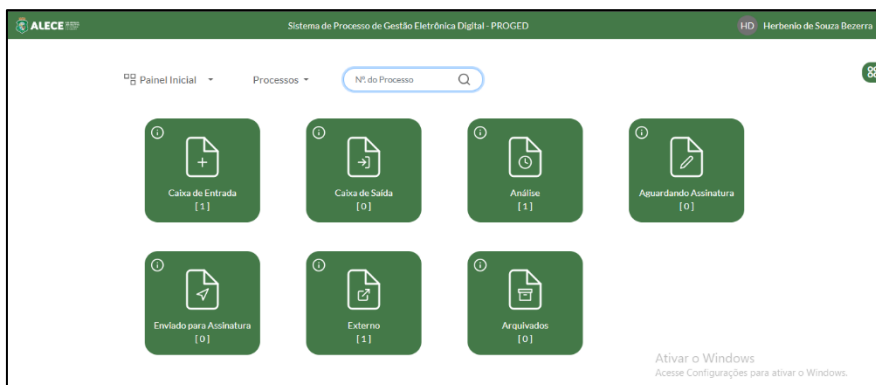 ALECE
Sistema de Processo de Gestão Eletrônica Digital - PROGED
HD Herbenio de Souza Bezerra
Painel Inicial
Processos
Nº. do Processo
Caixa de Entrada
[ 1 ]
Caixa de Saída
[ 0 ]
Análise
[ 1 ]
Aguardando Assinatura
[ 0 ]
Enviado para Assinatura
[ 0 ]
Externo
[ 1 ]
Arquivados
[ 0 ]
Ativar o Windows
Acesse Configurações para ativar o Windows.